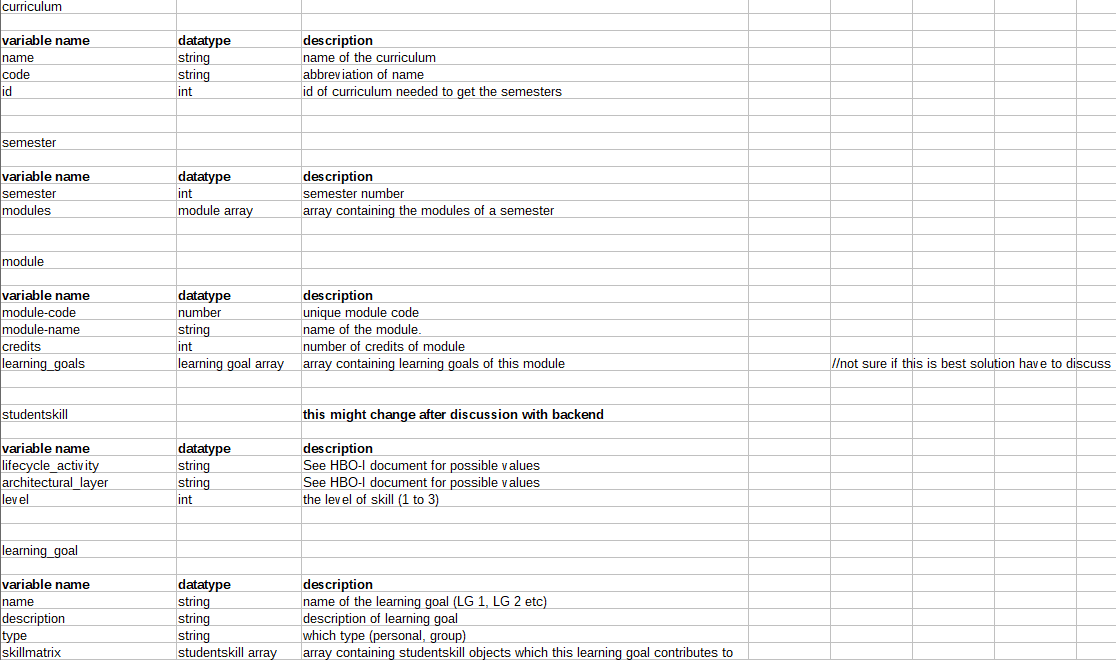 curriculum
variable name datatype description
name string name of the curriculum
code string abbreviation of name
id int id of curriculum needed to get the semesters
semester
variable name datatype description
semester int semester number
modules module array array containing the modules of a semester
module
variable name datatype description
module-code number unique module code
module-name string name of the module.
credits int number of credits of module
learning_goals learning goal array array containing learning goals of this module //not sure if this is best solution have to discuss
studentskill this might change after discussion with backend
variable name datatype description
lifecycle_activity string See HBO-I document for possible values
architectural_layer string See HBO-I document for possible values
level int the level of skill (1 to 3)
learning_goal
variable name datatype description
name string name of the learning goal (LG 1, LG 2 etc)
description string description of learning goal
type string which type (personal, group)
skillmatrix studentskill array array containing studentskill objects which this learning goal contributes to